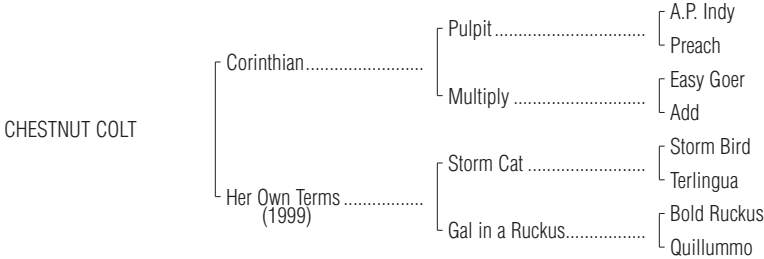 A.P. Indy
Pulpit..................................
Preach
Corinthian........................
Easy Goer
Multiply ..............................
Add
CHESTNUT COLT
Storm Bird
Storm Cat ...........................
Terlingua
Her Own Terms ................
(1999)
Bold Ruckus
Gal in a Ruckus..................
Quillummo